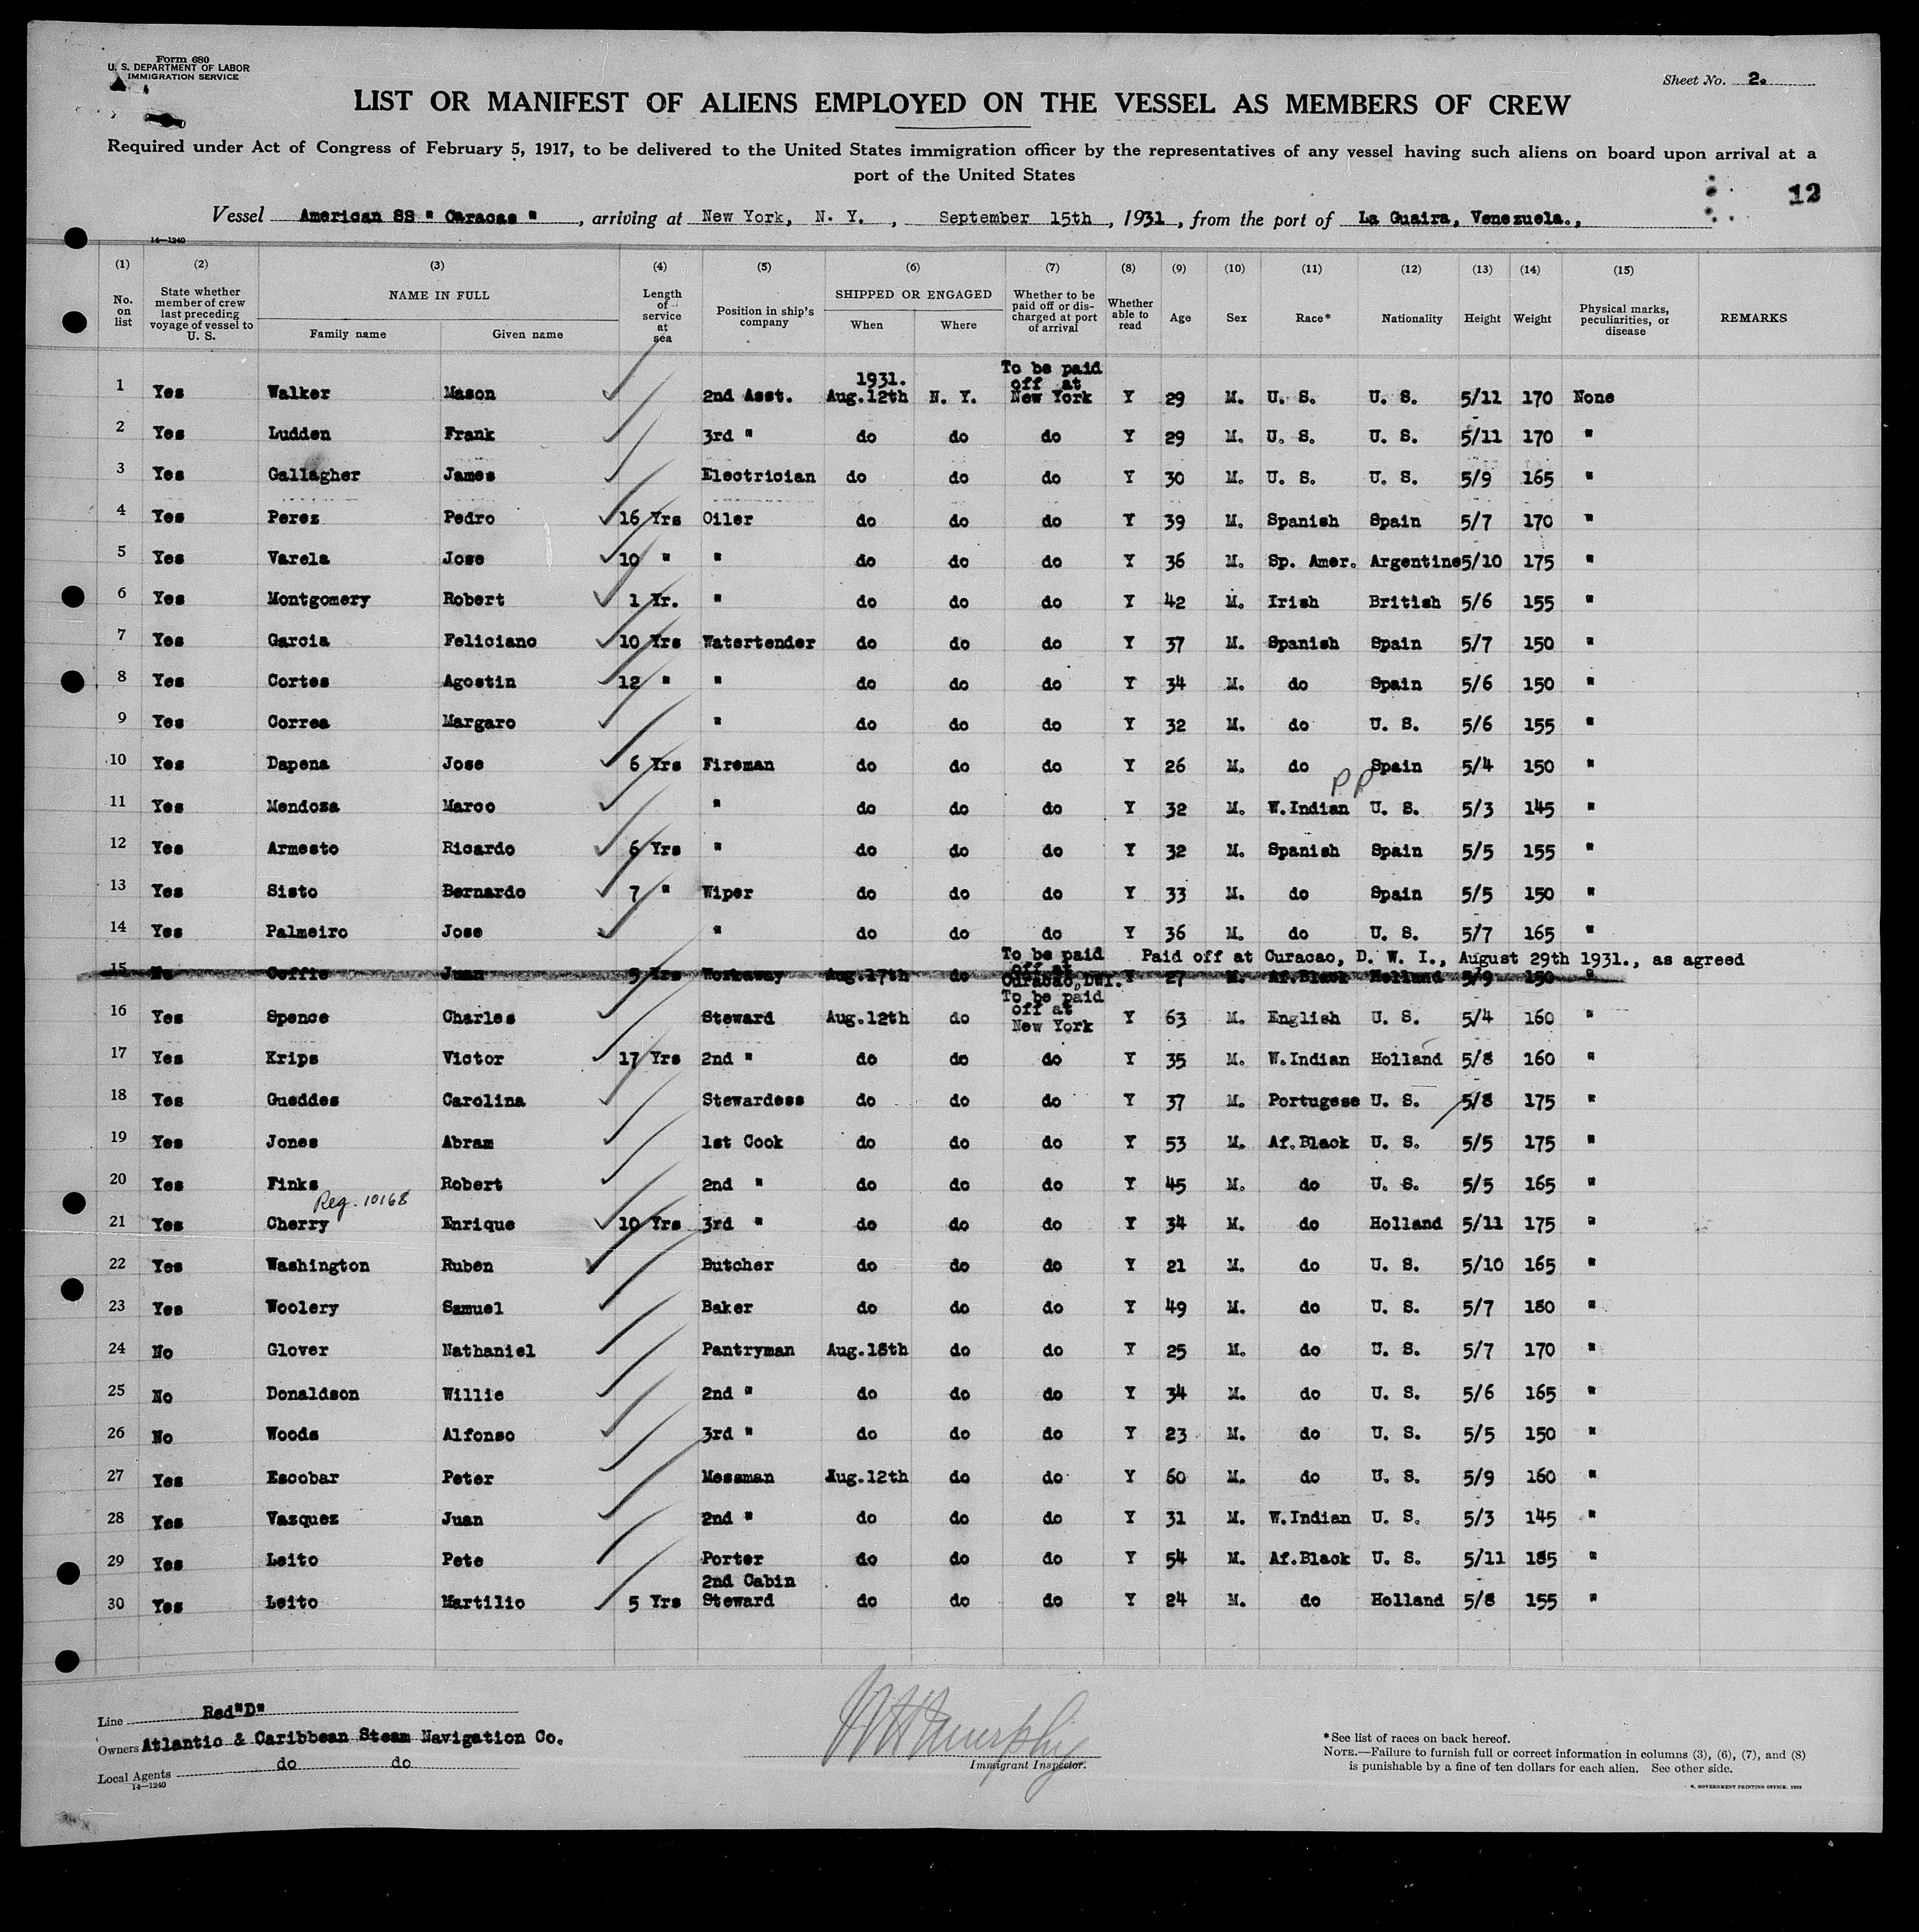 Form 680
U. S. DEPARTMENT OF LABOR
IMMIGRATION SERVICE
Sheet No. 2.
LIST OR MANIFEST OF ALIENS EMPLOYED ON THE VESSEL AS MEMBERS OF CREW
Required under Act of Congress of February 5, 1917, to be delivered to the United States immigration officer by the representatives of any vessel having such aliens on board upon arrival at a
port of the United States
12
Vessel American SS " Caracas ", arriving at New York, N. Y., September 15th, 1931, from the port of La Guaira, Venezuela.,
14—1240
(1) (2) (3) (4) (5) (6) (7) (8) (9) (10) (11) (12) (13) (14) (15)
No. on list State whether member of crew last preceding voyage of vessel to U. S. NAME IN FULL Family name Given name Length of service at sea Position in ship's company SHIPPED OR ENGAGED When Where Whether to be paid off or discharged at port of arrival Whether able to read Age Sex Race* Nationality Height Weight Physical marks, peculiarities, or disease REMARKS
1 Yes Walker Mason 2nd Asst. 1931. Aug.12th N. Y. To be paid off at New York Y 29 M. U. S. U. S. 5/11 170 None
2 Yes Ludden Frank 3rd " do do do Y 29 M. U. S. U. S. 5/11 170 "
3 Yes Gallagher James Electrician do do do Y 30 M. U. S. U. S. 5/9 165 "
4 Yes Perez Pedro 16 Yrs Oiler do do do Y 39 M. Spanish Spain 5/7 170 "
5 Yes Varela Jose 10 " " do do do Y 36 M. Sp. Amer. Argentine 5/10 175 "
6 Yes Montgomery Robert 1 Yr. " do do do Y 42 M. Irish British 5/6 155 "
7 Yes Garcia Feliciano 10 Yrs Watertender do do do Y 37 M. Spanish Spain 5/7 150 "
8 Yes Cortes Agostin 12 " " do do do Y 34 M. do Spain 5/6 150 "
9 Yes Correa Margaro " do do do Y 32 M. do U. S. 5/6 155 "
10 Yes Dapena Jose 6 Yrs Fireman do do do Y 26 M. do Spain 5/4 150 "
PP
11 Yes Mendoza Marco " do do do Y 32 M. W.Indian U. S. 5/3 145 "
12 Yes Armesto Ricardo 6 Yrs " do do do Y 32 M. Spanish Spain 5/5 155 "
13 Yes Sisto Bernardo 7 " Wiper do do do Y 33 M. do Spain 5/5 150 "
14 Yes Palmeiro Jose " do do do Y 36 M. do U. S. 5/7 165 "
Paid off at Curacao, D. W. I., August 29th 1931., as agreed
15 No Coffie Juan 5 Yrs Workaway Aug.17th do To be paid off at Curacao, DWI. Y 27 M. Af.Black Holland 5/9 150 "
16 Yes Spence Charles Steward Aug.12th do To be paid off at New York Y 63 M. English U. S. 5/4 160 "
17 Yes Krips Victor 17 Yrs 2nd " do do do Y 35 M. W.Indian Holland 5/8 160 "
18 Yes Gueddes Carolina Stewardess do do do Y 37 M. Portugese U. S. 5/8 175 "
19 Yes Jones Abram 1st Cook do do do Y 53 M. Af.Black U. S. 5/5 175 "
20 Yes Finks Robert 2nd " do do do Y 45 M. do U. S. 5/5 165 "
Reg. 10168
21 Yes Cherry Enrique 10 Yrs 3rd " do do do Y 34 M. do Holland 5/11 175 "
22 Yes Washington Ruben Butcher do do do Y 21 M. do U. S. 5/10 165 "
23 Yes Woolery Samuel Baker do do do Y 49 M. do U. S. 5/7 180 "
24 No Glover Nathaniel Pantryman Aug.18th do do Y 25 M. do U. S. 5/7 170 "
25 No Donaldson Willie 2nd " do do do Y 34 M. do U. S. 5/6 165 "
26 No Woods Alfonso 3rd " do do do Y 23 M. do U. S. 5/5 150 "
27 Yes Escobar Peter Messman Aug.12th do do Y 60 M. do U. S. 5/9 160 "
28 Yes Vazquez Juan 2nd " do do do Y 31 M. W.Indian U. S. 5/3 145 "
29 Yes Leito Pete Porter do do do Y 54 M. Af.Black U. S. 5/11 185 "
30 Yes Leito Martilio 5 Yrs 2nd Cabin Steward do do do Y 24 M. do Holland 5/8 155 "
Line Red"D"
Owners Atlantic & Caribbean Steam Navigation Co.
Local Agents do do
14—1240
Murphy
Immigrant Inspector.
*See list of races on back hereof.
NOTE.—Failure to furnish full or correct information in columns (3), (6), (7), and (8)
is punishable by a fine of ten dollars for each alien. See other side.
GOVERNMENT PRINTING OFFICE